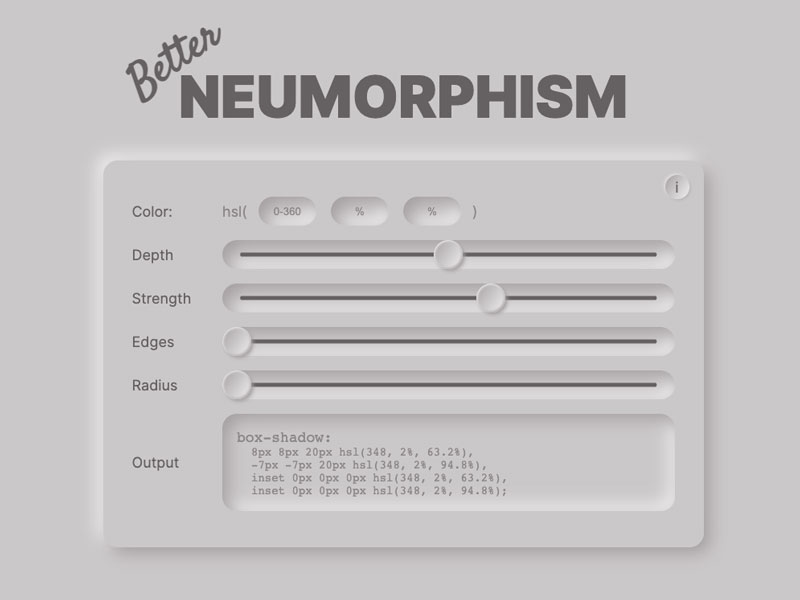 Better
NEUMORPHISM
i
Color: hsl( 0-360 % % )
Depth
Strength
Edges
Radius
Output
box-shadow:
8px 8px 20px hsl(348, 2%, 63.2%),
-7px -7px 20px hsl(348, 2%, 94.8%),
inset 0px 0px 0px hsl(348, 2%, 63.2%),
inset 0px 0px 0px hsl(348, 2%, 94.8%);